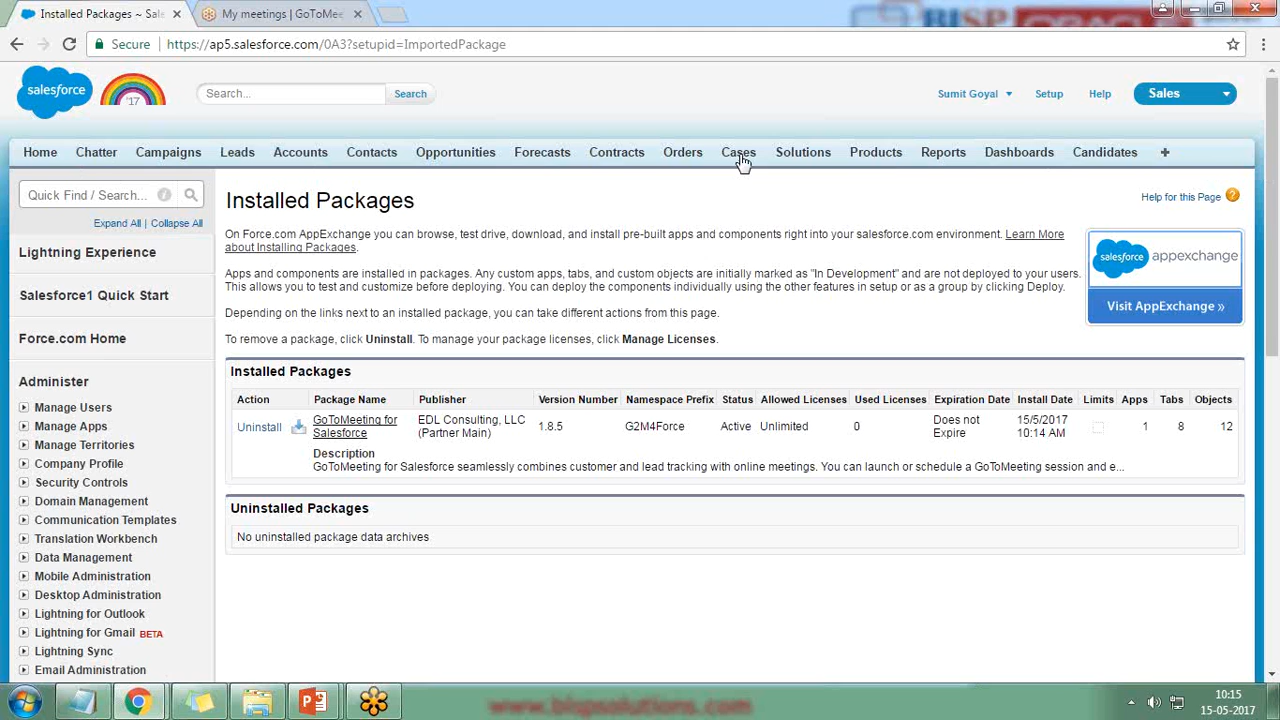 Installed Packages ~ Sale
My meetings | GoToMee
BISP
Secure
https://ap5.salesforce.com/0A3?setupid=ImportedPackage
salesforce
'17
Search...
Search
Sumit Goyal
Setup
Help
Sales
Home
Chatter
Campaigns
Leads
Accounts
Contacts
Opportunities
Forecasts
Contracts
Orders
Cases
Solutions
Products
Reports
Dashboards
Candidates
+
Quick Find / Search...
Expand All | Collapse All
Lightning Experience
Salesforce1 Quick Start
Force.com Home
Administer
Manage Users
Manage Apps
Manage Territories
Company Profile
Security Controls
Domain Management
Communication Templates
Translation Workbench
Data Management
Mobile Administration
Desktop Administration
Lightning for Outlook
Lightning for Gmail BETA
Lightning Sync
Email Administration
Installed Packages
Help for this Page ?
On Force.com AppExchange you can browse, test drive, download, and install pre-built apps and components right into your salesforce.com environment. Learn More
about Installing Packages.
Apps and components are installed in packages. Any custom apps, tabs, and custom objects are initially marked as "In Development" and are not deployed to your users.
This allows you to test and customize before deploying. You can deploy the components individually using the other features in setup or as a group by clicking Deploy.
Depending on the links next to an installed package, you can take different actions from this page.
To remove a package, click Uninstall. To manage your package licenses, click Manage Licenses.
salesforce appexchange
Visit AppExchange »
Installed Packages
Action Package Name Publisher Version Number Namespace Prefix Status Allowed Licenses Used Licenses Expiration Date Install Date Limits Apps Tabs Objects
Uninstall GoToMeeting for EDL Consulting, LLC 1.8.5 G2M4Force Active Unlimited 0 Does not 15/5/2017 1 8 12
Salesforce (Partner Main) Expire 10:14 AM
Description
GoToMeeting for Salesforce seamlessly combines customer and lead tracking with online meetings. You can launch or schedule a GoToMeeting session and e...
Uninstalled Packages
No uninstalled package data archives
www.bispsolutions.com
10:15
15-05-2017